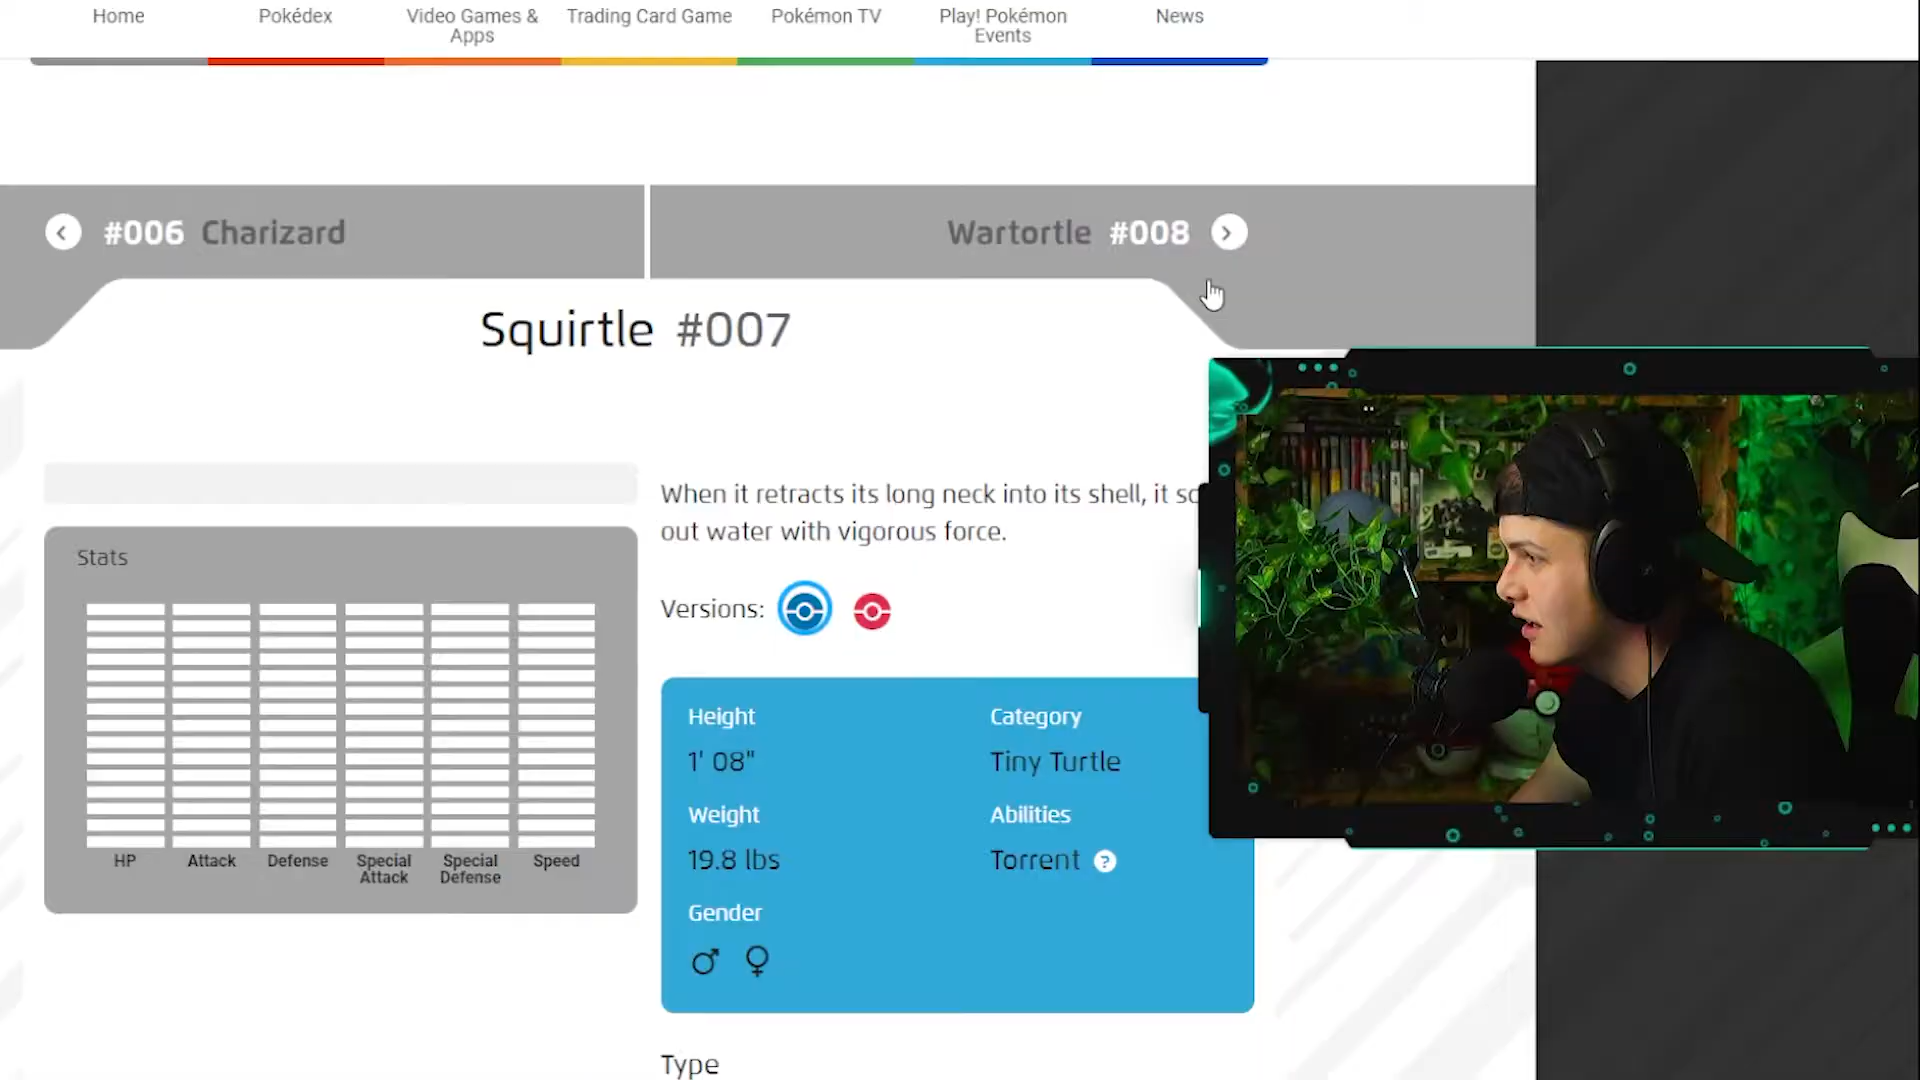 Home
Pokédex
Video Games &
Apps
Trading Card Game
Pokémon TV
Play! Pokémon
Events
News
#006 Charizard
Wartortle #008
Squirtle #007
When it retracts its long neck into its shell, it
out water with vigorous force.
Versions:
Stats
HP
Attack
Defense
Special
Attack
Special
Defense
Speed
Height
1' 08"
Category
Tiny Turtle
Weight
19.8 lbs
Abilities
Torrent ?
Gender
Type